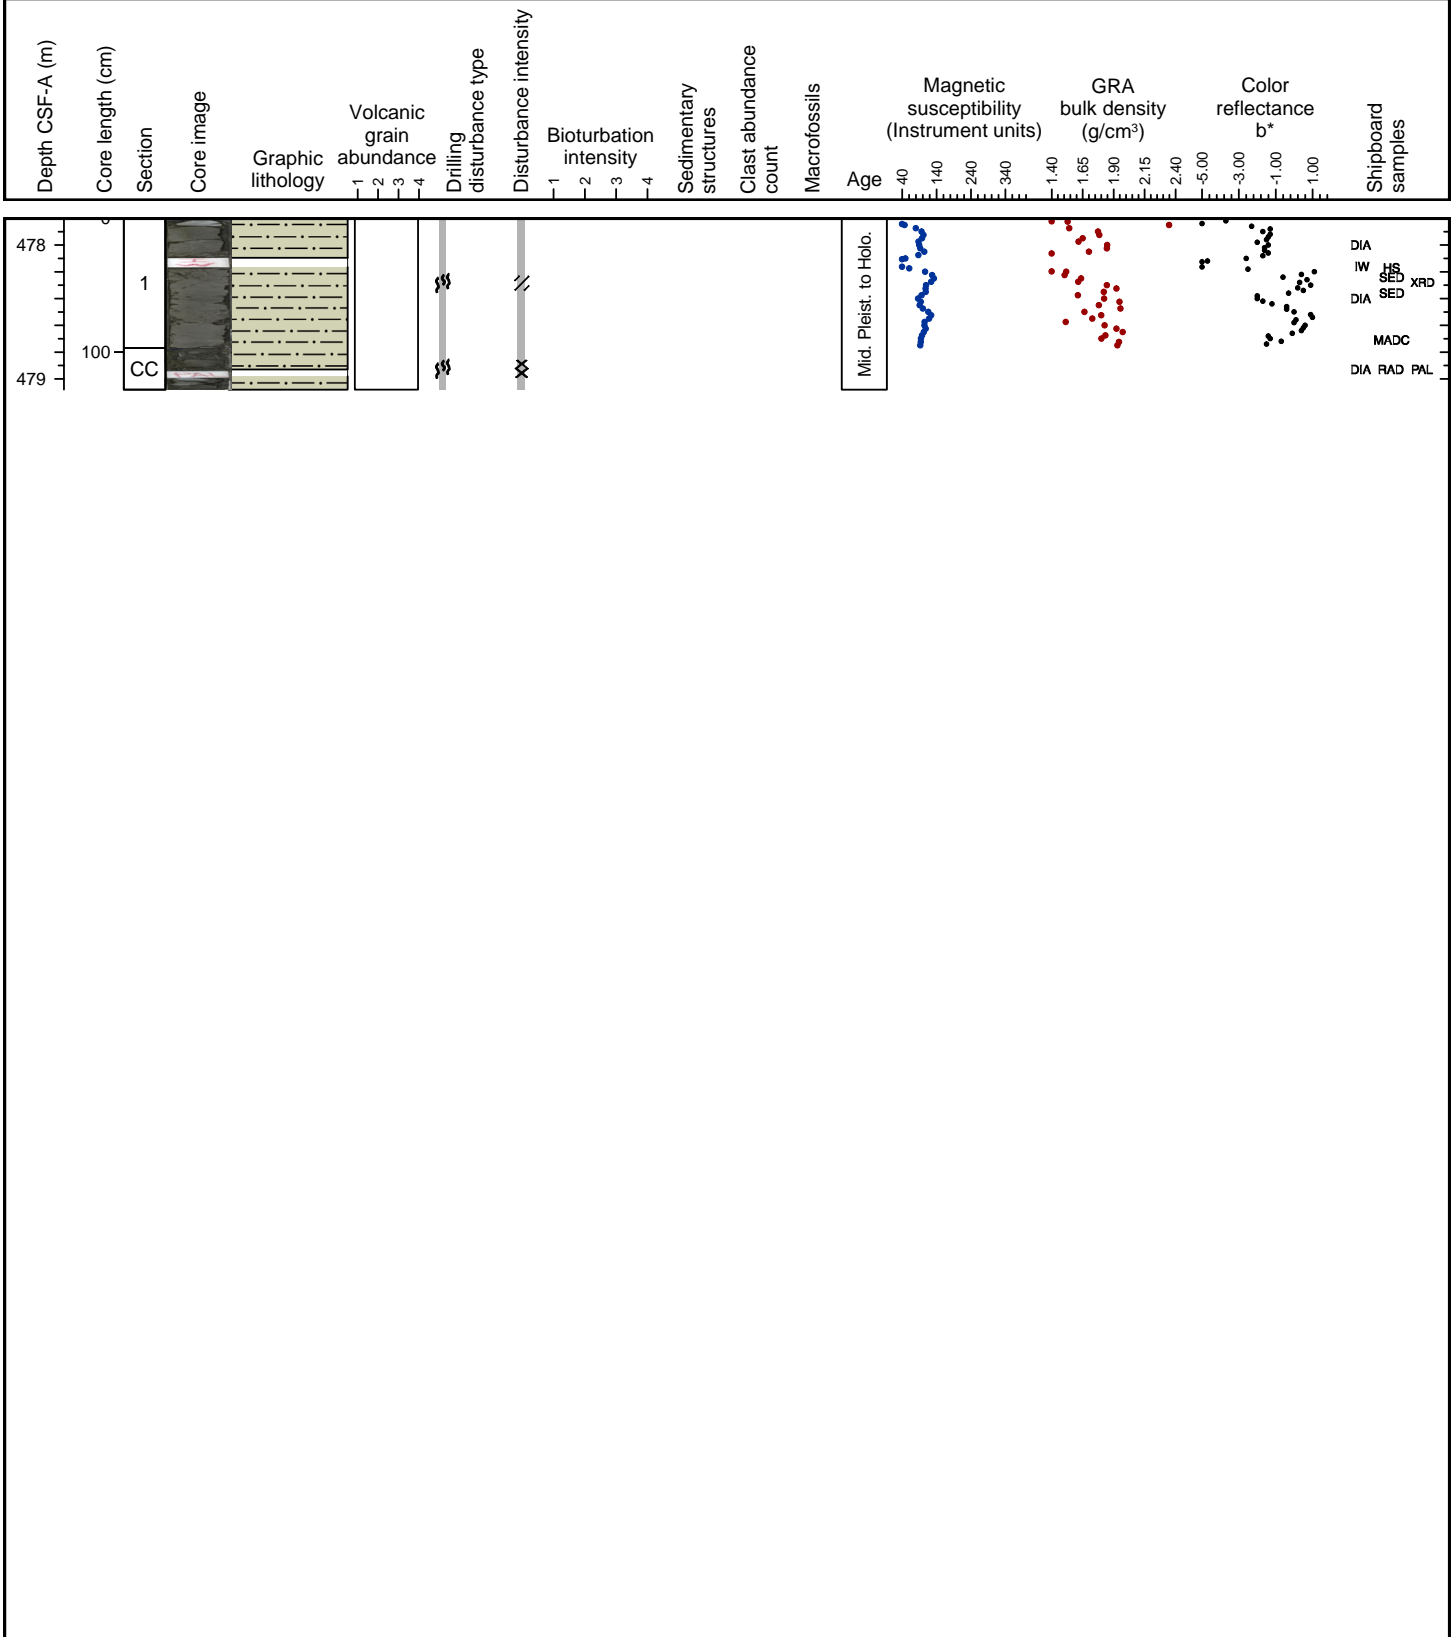 Depth CSF-A (m)
Core length (cm)
Section
Core image
Graphic
lithology
Volcanic
grain
abundance
1 2 3 4
Drilling
disturbance type
Disturbance intensity
Bioturbation
intensity
1 2 3 4
Sedimentary
structures
Clast abundance
count
Macrofossils
Age
Magnetic
susceptibility
(Instrument units)
40 140 240 340
GRA
bulk density
(g/cm³)
1.40 1.65 1.90 2.15 2.40
Color
reflectance
b*
-5.00 -3.00 -1.00 1.00
Shipboard
samples
478
479
0
100
1
CC
Mid. Pleist. to Holo.
DIA
IW HS
SED XRD
DIA SED
MADC
DIA RAD PAL